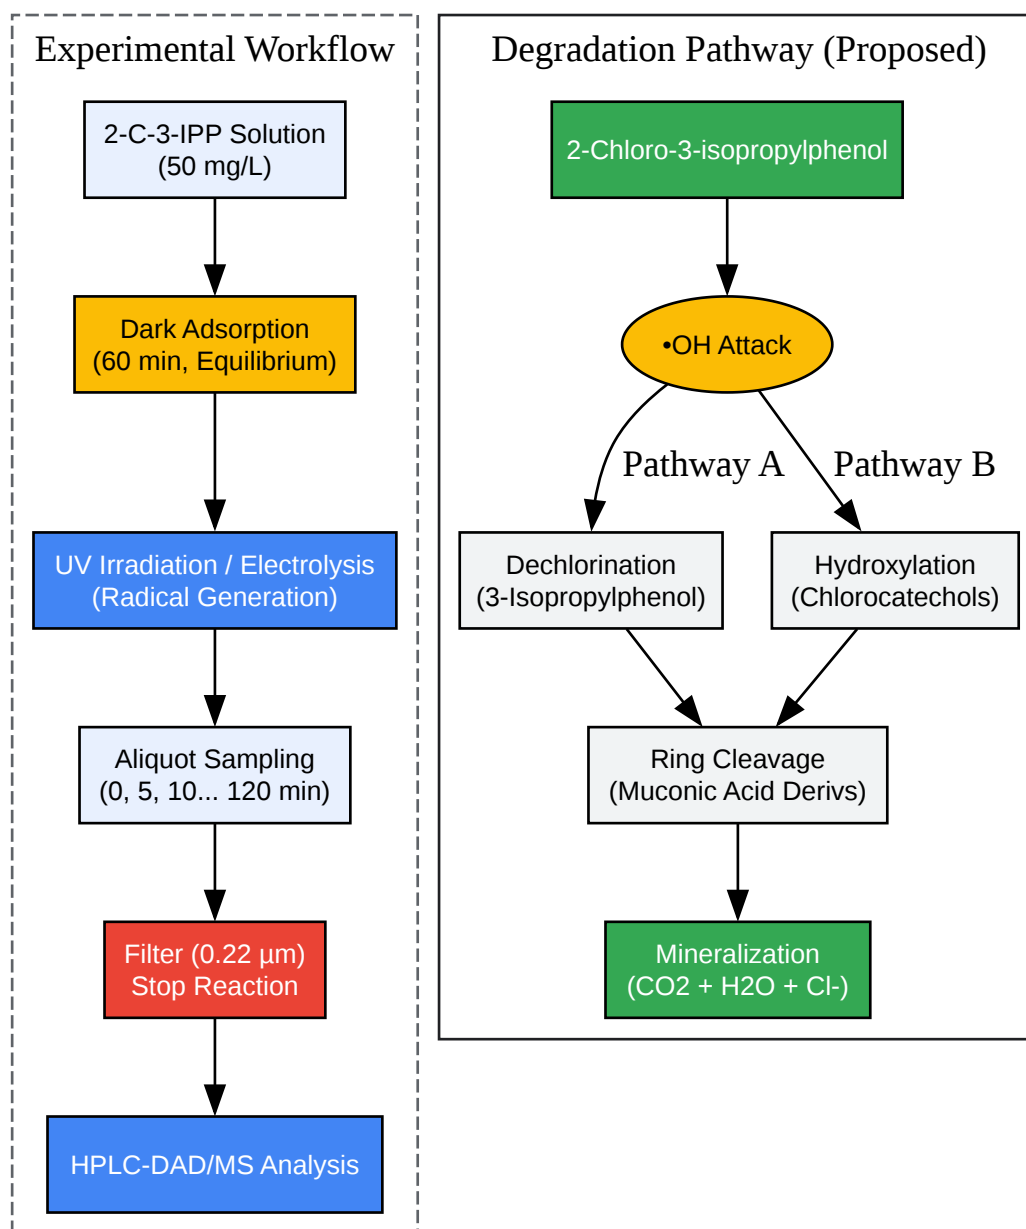 Experimental Workflow
2-C-3-IPP Solution
(50 mg/L)
Dark Adsorption
(60 min, Equilibrium)
UV Irradiation / Electrolysis
(Radical Generation)
Aliquot Sampling
(0, 5, 10... 120 min)
Filter (0.22 µm)
Stop Reaction
HPLC-DAD/MS Analysis
Degradation Pathway (Proposed)
2-Chloro-3-isopropylphenol
•OH Attack
Pathway A
Pathway B
Dechlorination
(3-Isopropylphenol)
Hydroxylation
(Chlorocatechols)
Ring Cleavage
(Muconic Acid Derivs)
Mineralization
(CO2 + H2O + Cl-)